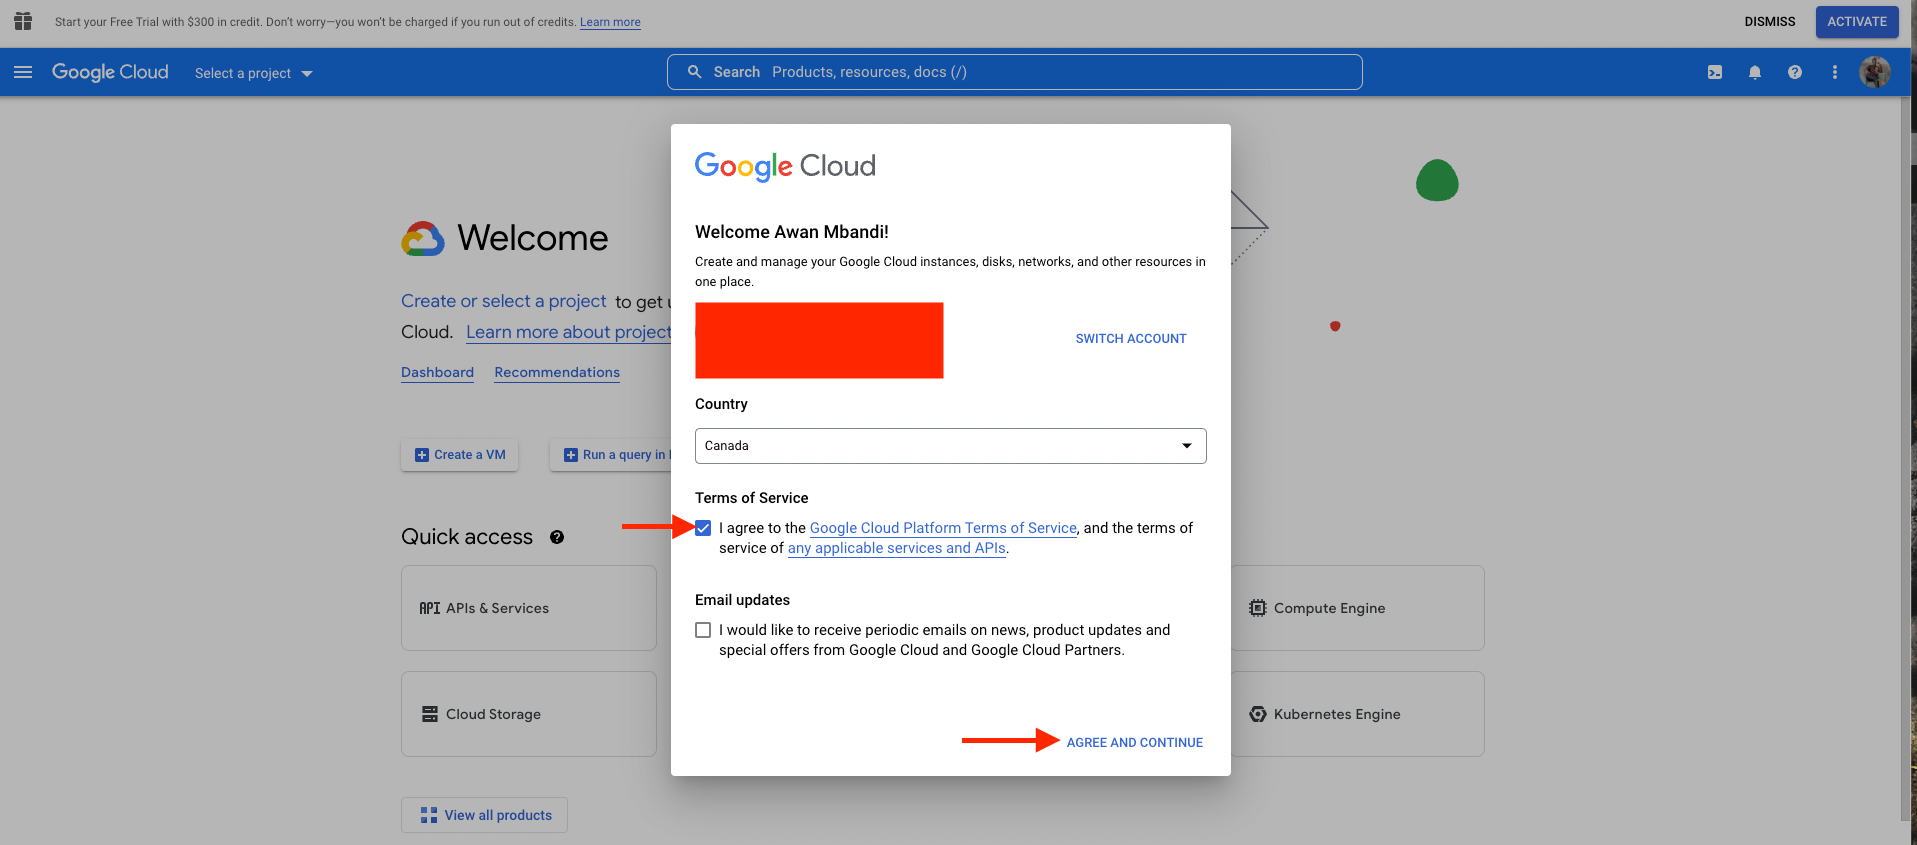 Start your Free Trial with $300 in credit. Don't worry—you won't be charged if you run out of credits. Learn more
DISMISS
ACTIVATE
Google Cloud
Select a project
Search Products, resources, docs (/)
Google Cloud
Welcome Awan Mbandi!
Create and manage your Google Cloud instances, disks, networks, and other resources in
one place.
SWITCH ACCOUNT
Country
Canada
Terms of Service
I agree to the Google Cloud Platform Terms of Service, and the terms of
service of any applicable services and APIs.
Email updates
I would like to receive periodic emails on news, product updates and
special offers from Google Cloud and Google Cloud Partners.
AGREE AND CONTINUE
Welcome
Create or select a project to get
Cloud. Learn more about project
Dashboard Recommendations
Create a VM
Run a query in
Quick access
API APIs & Services
Compute Engine
Cloud Storage
Kubernetes Engine
View all products